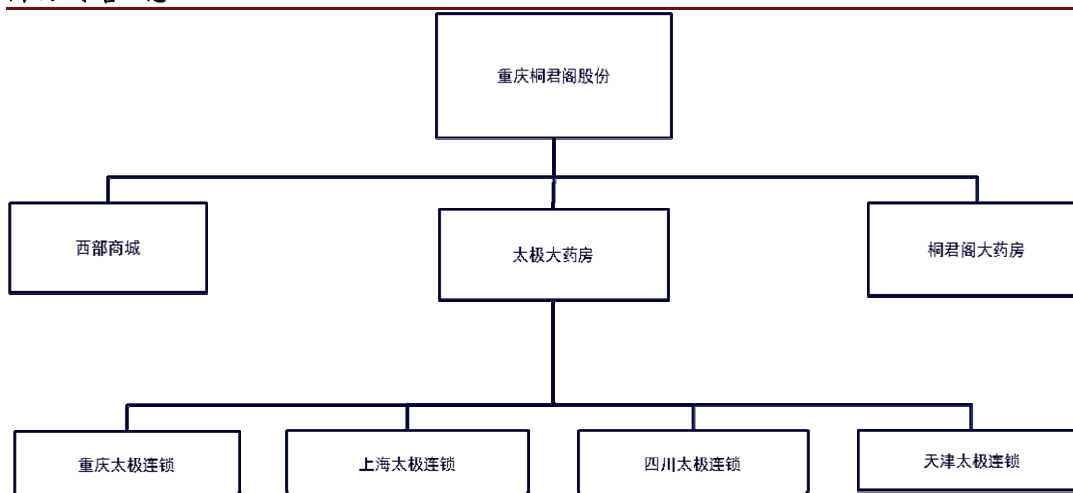 重庆桐君阁股份
西部商城
太极大药房
桐君阁大药房
重庆太极连锁
上海太极连锁
四川太极连锁
天津太极连锁